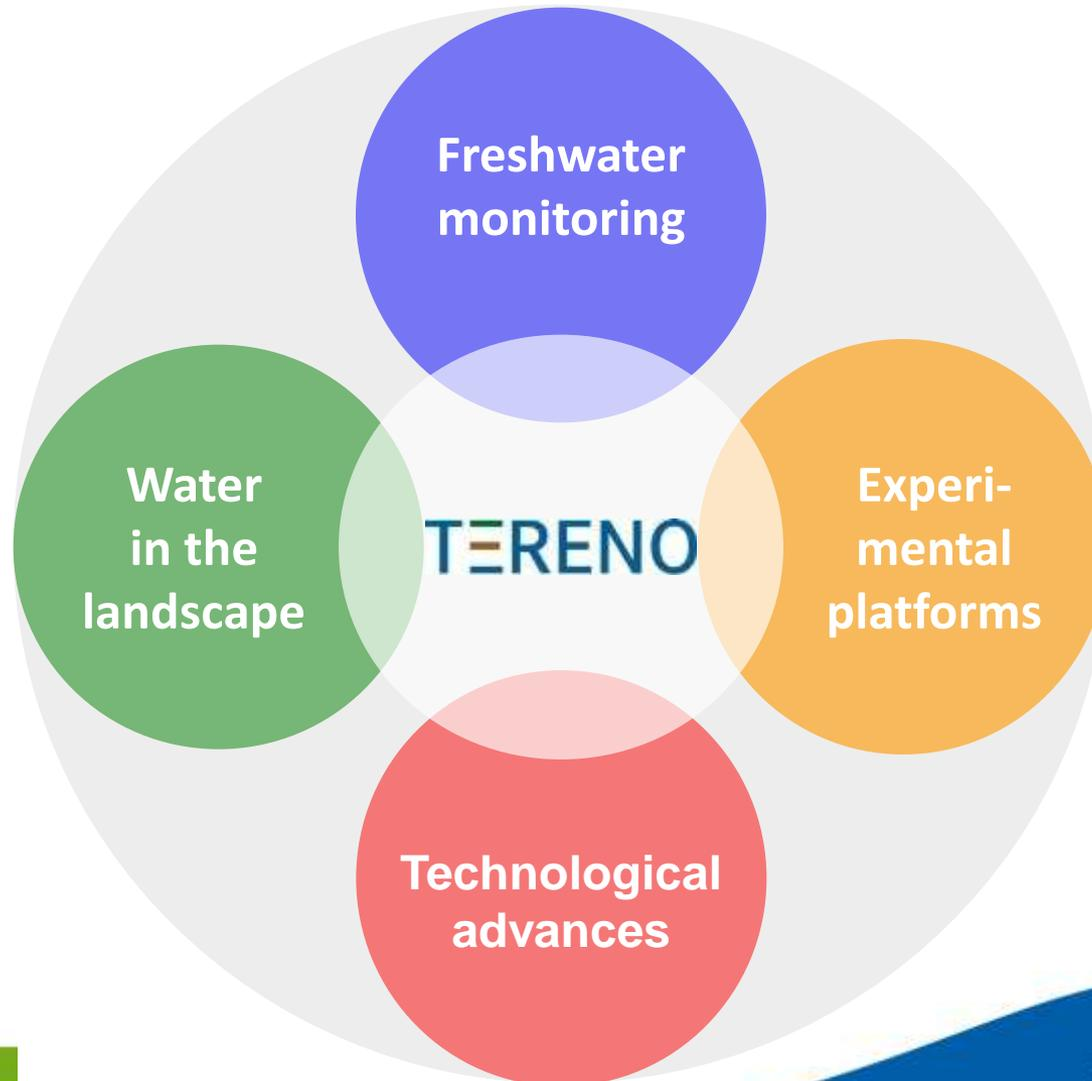 Freshwater
monitoring
Water
in the
landscape
TERENO
Experi-
mental
platforms
Technological
advances